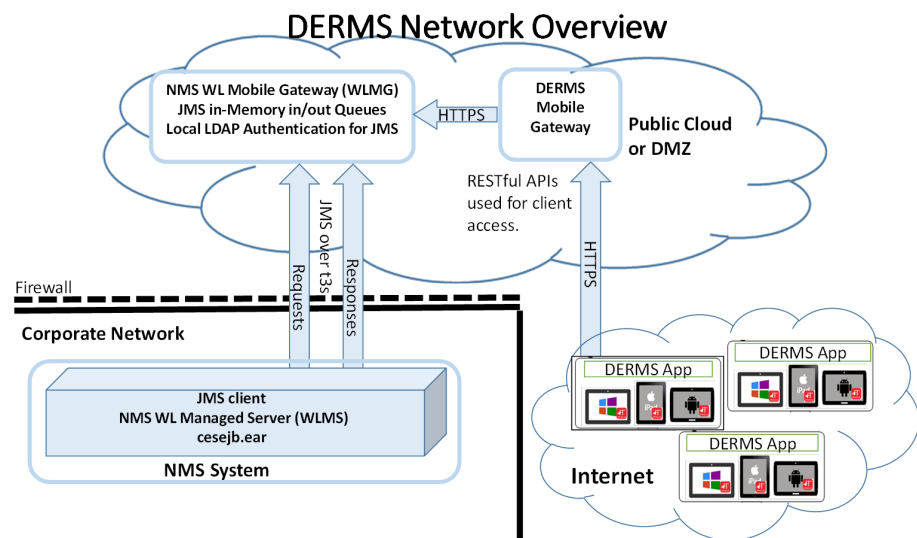 DERMS Network Overview
NMS WL Mobile Gateway (WLMG)
JMS in-Memory in/out Queues
Local LDAP Authentication for JMS
HTTPS
DERMS
Mobile
Gateway
Public Cloud
or DMZ
RESTful APIs
used for client
access.
HTTPS
Requests
JMS over t3s
Responses
Firewall
Corporate Network
JMS client
NMS WL Managed Server (WLMS)
cesejb.ear
NMS System
DERMS App
iPad
DERMS App
iPad
DERMS App
iPad
Internet